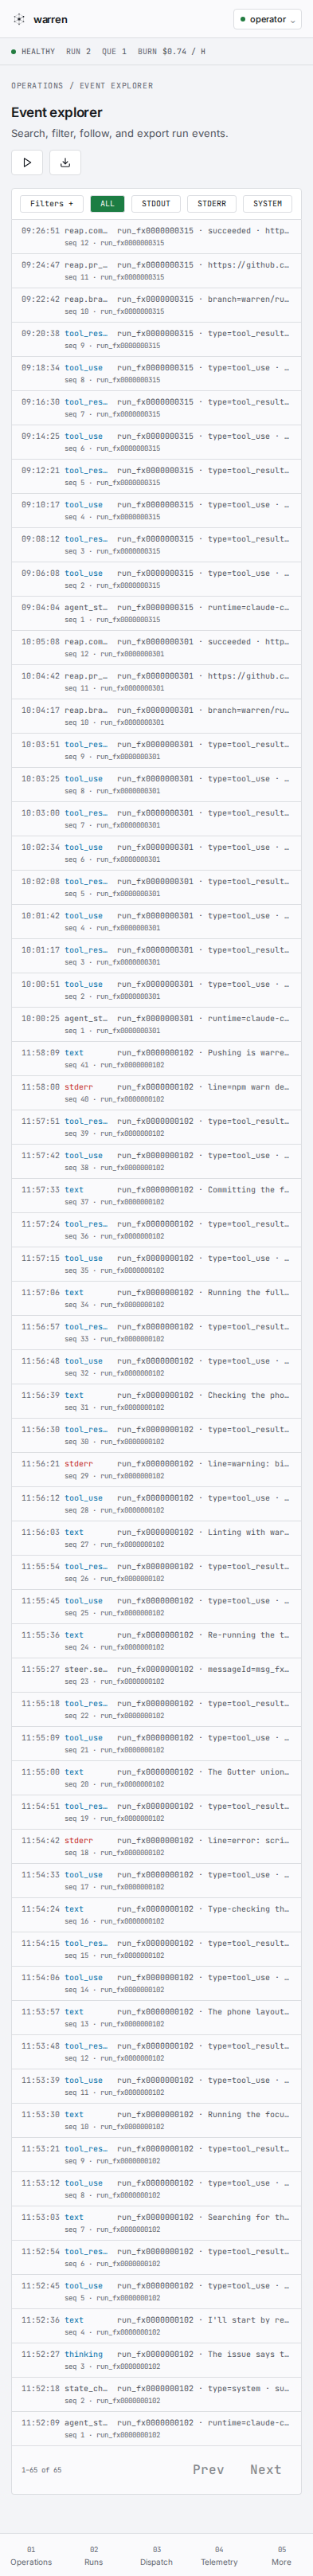 warren
operator
HEALTHY RUN 2 QUE 1 BURN $0.74 / H
OPERATIONS / EVENT EXPLORER
Event explorer
Search, filter, follow, and export run events.
Filters + ALL STDOUT STDERR SYSTEM
09:26:51 reap.com… run_fx0000000315 · succeeded · http…
seq 12 · run_fx0000000315
09:24:47 reap.pr_… run_fx0000000315 · https://github.c…
seq 11 · run_fx0000000315
09:22:42 reap.bra… run_fx0000000315 · branch=warren/ru…
seq 10 · run_fx0000000315
09:20:38 tool_res… run_fx0000000315 · type=tool_result…
seq 9 · run_fx0000000315
09:18:34 tool_use run_fx0000000315 · type=tool_use · …
seq 8 · run_fx0000000315
09:16:30 tool_res… run_fx0000000315 · type=tool_result…
seq 7 · run_fx0000000315
09:14:25 tool_use run_fx0000000315 · type=tool_use · …
seq 6 · run_fx0000000315
09:12:21 tool_res… run_fx0000000315 · type=tool_result…
seq 5 · run_fx0000000315
09:10:17 tool_use run_fx0000000315 · type=tool_use · …
seq 4 · run_fx0000000315
09:08:12 tool_res… run_fx0000000315 · type=tool_result…
seq 3 · run_fx0000000315
09:06:08 tool_use run_fx0000000315 · type=tool_use · …
seq 2 · run_fx0000000315
09:04:04 agent_st… run_fx0000000315 · runtime=claude-c…
seq 1 · run_fx0000000315
10:05:08 reap.com… run_fx0000000301 · succeeded · http…
seq 12 · run_fx0000000301
10:04:42 reap.pr_… run_fx0000000301 · https://github.c…
seq 11 · run_fx0000000301
10:04:17 reap.bra… run_fx0000000301 · branch=warren/ru…
seq 10 · run_fx0000000301
10:03:51 tool_res… run_fx0000000301 · type=tool_result…
seq 9 · run_fx0000000301
10:03:25 tool_use run_fx0000000301 · type=tool_use · …
seq 8 · run_fx0000000301
10:03:00 tool_res… run_fx0000000301 · type=tool_result…
seq 7 · run_fx0000000301
10:02:34 tool_use run_fx0000000301 · type=tool_use · …
seq 6 · run_fx0000000301
10:02:08 tool_res… run_fx0000000301 · type=tool_result…
seq 5 · run_fx0000000301
10:01:42 tool_use run_fx0000000301 · type=tool_use · …
seq 4 · run_fx0000000301
10:01:17 tool_res… run_fx0000000301 · type=tool_result…
seq 3 · run_fx0000000301
10:00:51 tool_use run_fx0000000301 · type=tool_use · …
seq 2 · run_fx0000000301
10:00:25 agent_st… run_fx0000000301 · runtime=claude-c…
seq 1 · run_fx0000000301
11:58:09 text run_fx0000000102 · Pushing is warre…
seq 41 · run_fx0000000102
11:58:00 stderr run_fx0000000102 · line=npm warn de…
seq 40 · run_fx0000000102
11:57:51 tool_res… run_fx0000000102 · type=tool_result…
seq 39 · run_fx0000000102
11:57:42 tool_use run_fx0000000102 · type=tool_use · …
seq 38 · run_fx0000000102
11:57:33 text run_fx0000000102 · Committing the f…
seq 37 · run_fx0000000102
11:57:24 tool_res… run_fx0000000102 · type=tool_result…
seq 36 · run_fx0000000102
11:57:15 tool_use run_fx0000000102 · type=tool_use · …
seq 35 · run_fx0000000102
11:57:06 text run_fx0000000102 · Running the full…
seq 34 · run_fx0000000102
11:56:57 tool_res… run_fx0000000102 · type=tool_result…
seq 33 · run_fx0000000102
11:56:48 tool_use run_fx0000000102 · type=tool_use · …
seq 32 · run_fx0000000102
11:56:39 text run_fx0000000102 · Checking the pho…
seq 31 · run_fx0000000102
11:56:30 tool_res… run_fx0000000102 · type=tool_result…
seq 30 · run_fx0000000102
11:56:21 stderr run_fx0000000102 · line=warning: bi…
seq 29 · run_fx0000000102
11:56:12 tool_use run_fx0000000102 · type=tool_use · …
seq 28 · run_fx0000000102
11:56:03 text run_fx0000000102 · Linting with war…
seq 27 · run_fx0000000102
11:55:54 tool_res… run_fx0000000102 · type=tool_result…
seq 26 · run_fx0000000102
11:55:45 tool_use run_fx0000000102 · type=tool_use · …
seq 25 · run_fx0000000102
11:55:36 text run_fx0000000102 · Re-running the t…
seq 24 · run_fx0000000102
11:55:27 steer.se… run_fx0000000102 · messageId=msg_fx…
seq 23 · run_fx0000000102
11:55:18 tool_res… run_fx0000000102 · type=tool_result…
seq 22 · run_fx0000000102
11:55:09 tool_use run_fx0000000102 · type=tool_use · …
seq 21 · run_fx0000000102
11:55:00 text run_fx0000000102 · The Gutter union…
seq 20 · run_fx0000000102
11:54:51 tool_res… run_fx0000000102 · type=tool_result…
seq 19 · run_fx0000000102
11:54:42 stderr run_fx0000000102 · line=error: scri…
seq 18 · run_fx0000000102
11:54:33 tool_use run_fx0000000102 · type=tool_use · …
seq 17 · run_fx0000000102
11:54:24 text run_fx0000000102 · Type-checking th…
seq 16 · run_fx0000000102
11:54:15 tool_res… run_fx0000000102 · type=tool_result…
seq 15 · run_fx0000000102
11:54:06 tool_use run_fx0000000102 · type=tool_use · …
seq 14 · run_fx0000000102
11:53:57 text run_fx0000000102 · The phone layout…
seq 13 · run_fx0000000102
11:53:48 tool_res… run_fx0000000102 · type=tool_result…
seq 12 · run_fx0000000102
11:53:39 tool_use run_fx0000000102 · type=tool_use · …
seq 11 · run_fx0000000102
11:53:30 text run_fx0000000102 · Running the focu…
seq 10 · run_fx0000000102
11:53:21 tool_res… run_fx0000000102 · type=tool_result…
seq 9 · run_fx0000000102
11:53:12 tool_use run_fx0000000102 · type=tool_use · …
seq 8 · run_fx0000000102
11:53:03 text run_fx0000000102 · Searching for th…
seq 7 · run_fx0000000102
11:52:54 tool_res… run_fx0000000102 · type=tool_result…
seq 6 · run_fx0000000102
11:52:45 tool_use run_fx0000000102 · type=tool_use · …
seq 5 · run_fx0000000102
11:52:36 text run_fx0000000102 · I'll start by re…
seq 4 · run_fx0000000102
11:52:27 thinking run_fx0000000102 · The issue says t…
seq 3 · run_fx0000000102
11:52:18 state_ch… run_fx0000000102 · type=system · su…
seq 2 · run_fx0000000102
11:52:09 agent_st… run_fx0000000102 · runtime=claude-c…
seq 1 · run_fx0000000102
1–65 of 65 Prev Next
01 02 03 04 05
Operations Runs Dispatch Telemetry More